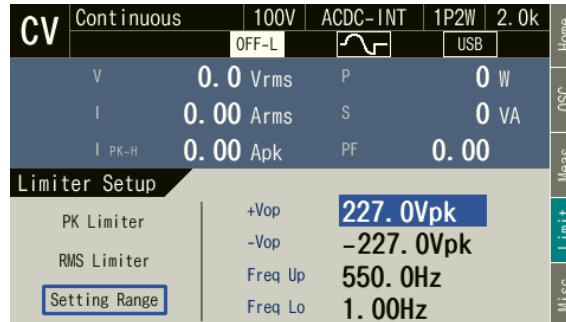 CV Continuous 100V ACDC-INT 1P2W 2.0k
OFF-L USB
V 0.0 Vrms P 0 W
I 0.00 Arms S 0 VA
I PK-H 0.00 Apk PF 0.00
Limiter Setup
PK Limiter
RMS Limiter
Setting Range
+Vop 227.0Vpk
-Vop -227.0Vpk
Freq Up 550.0Hz
Freq Lo 1.00Hz
Home
OSC
Meas
Limit
Misc